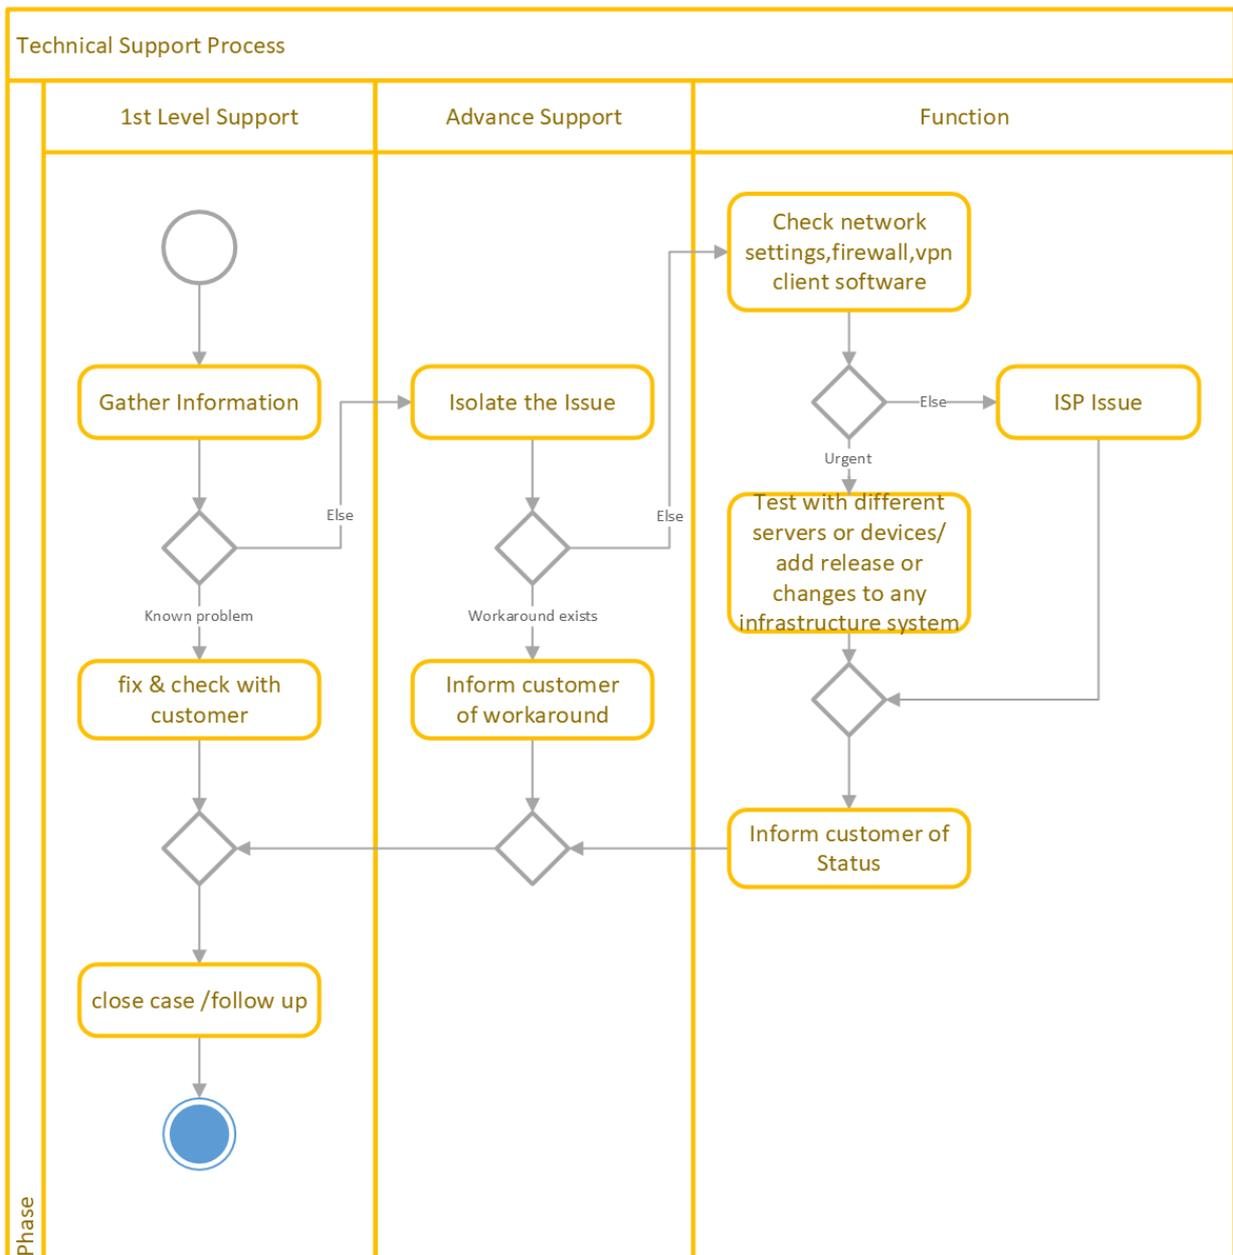 Technical Support Process
1st Level Support
Advance Support
Function
Check network
settings,firewall,vpn
client software
Gather Information
Isolate the Issue
Else
ISP Issue
Urgent
Else
Else
Test with different
servers or devices/
add release or
changes to any
infrastructure system
Known problem
Workaround exists
fix & check with
customer
Inform customer
of workaround
Inform customer of
Status
close case /follow up
Phase